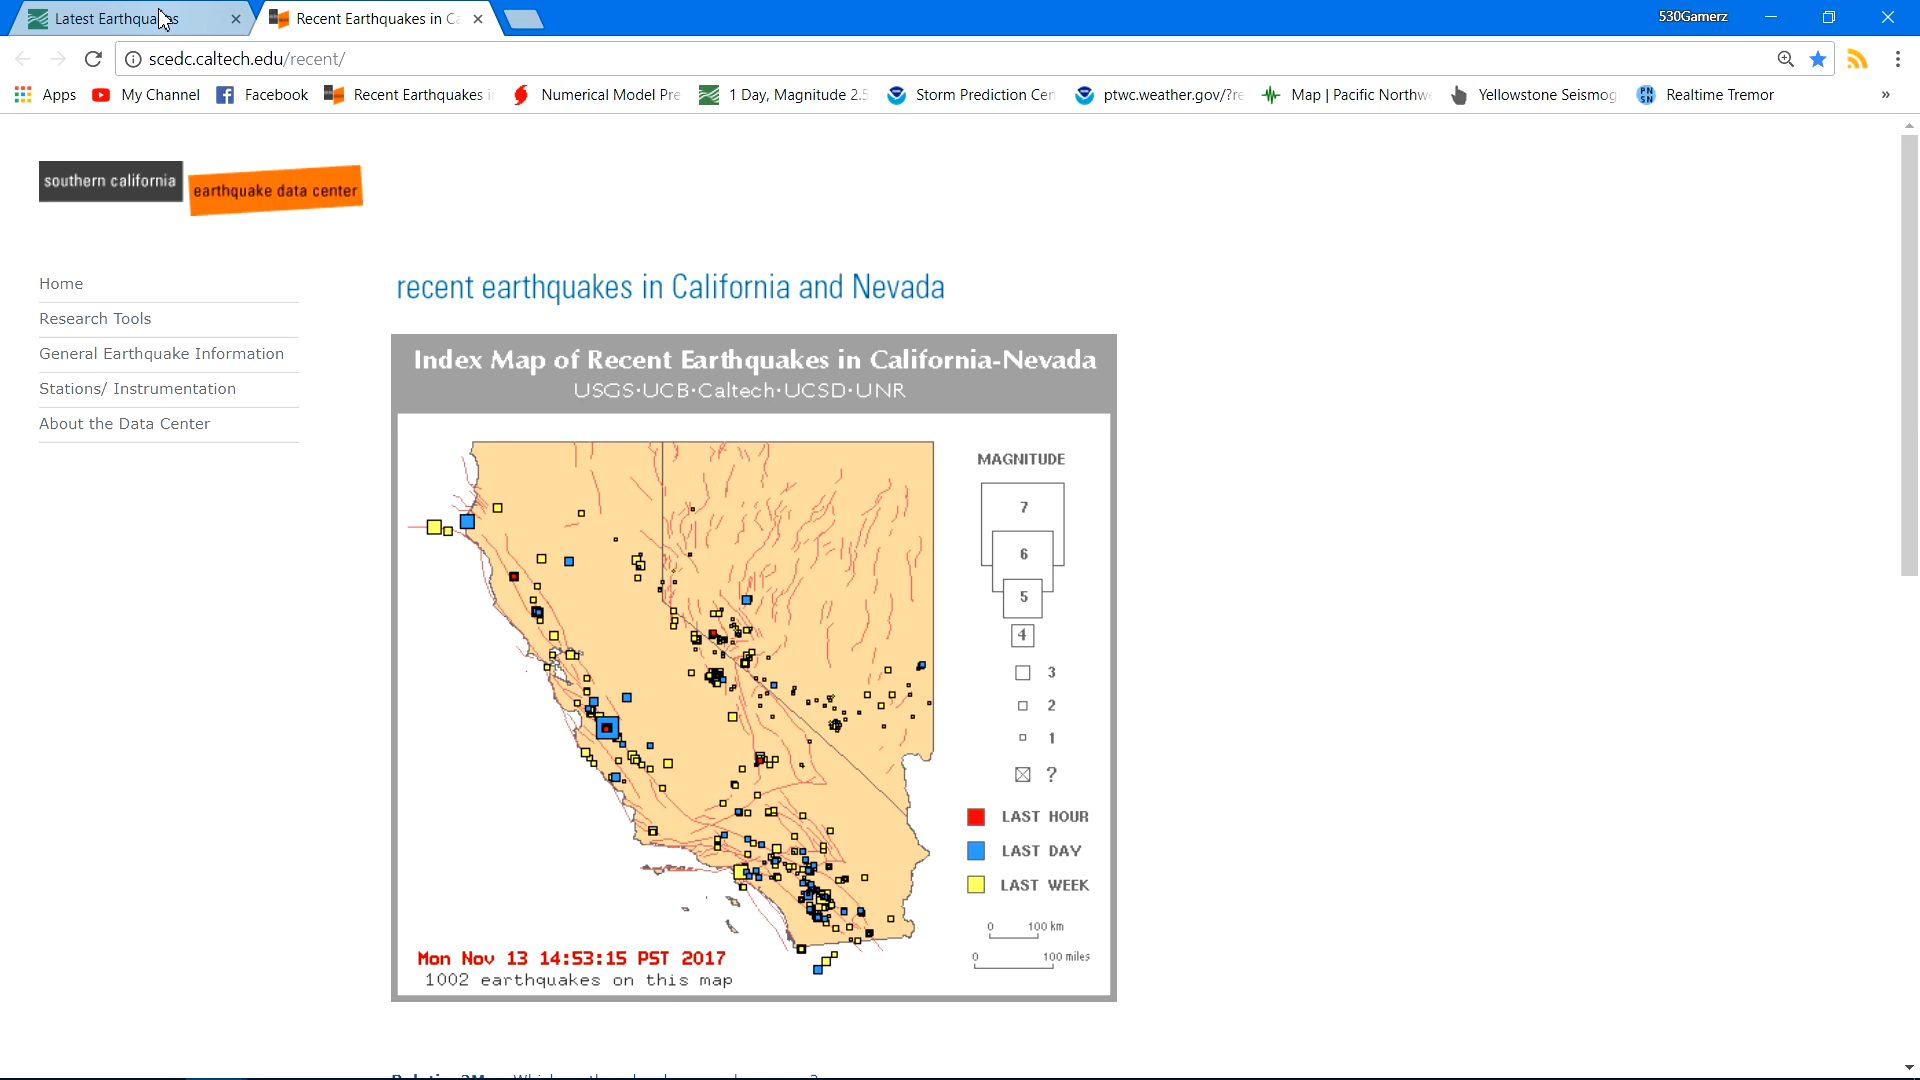 Latest Earthquakes
Recent Earthquakes in Ca
530Gamerz
scedc.caltech.edu/recent/
Apps My Channel Facebook Recent Earthquakes i Numerical Model Pre 1 Day, Magnitude 2.5 Storm Prediction Cen ptwc.weather.gov/?re Map | Pacific Northw Yellowstone Seismog PN SN Realtime Tremor »
southern california
earthquake data center
Home
Research Tools
General Earthquake Information
Stations/ Instrumentation
About the Data Center
recent earthquakes in California and Nevada
Index Map of Recent Earthquakes in California-Nevada
USGS·UCB·Caltech·UCSD·UNR
MAGNITUDE
7
6
5
4
3
2
1
?
LAST HOUR
LAST DAY
LAST WEEK
0 100 km
0 100 miles
Mon Nov 13 14:53:15 PST 2017
1002 earthquakes on this map